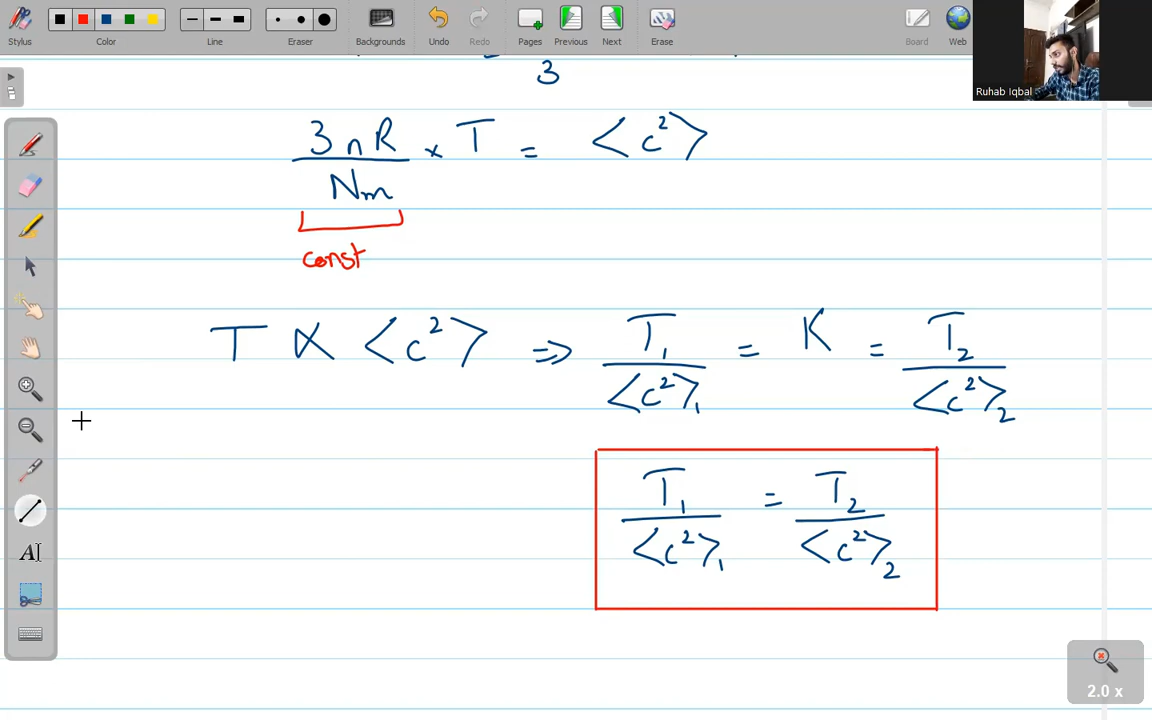 Stylus Color Line Eraser Backgrounds Undo Redo Pages Previous Next Erase Board Web
Ruhab Iqbal
3
3nR/Nm × T = <c²>
const
T ∝ <c²> => T₁/<c²>₁ = K = T₂/<c²>₂
T₁/<c²>₁ = T₂/<c²>₂
AI
2.0 x